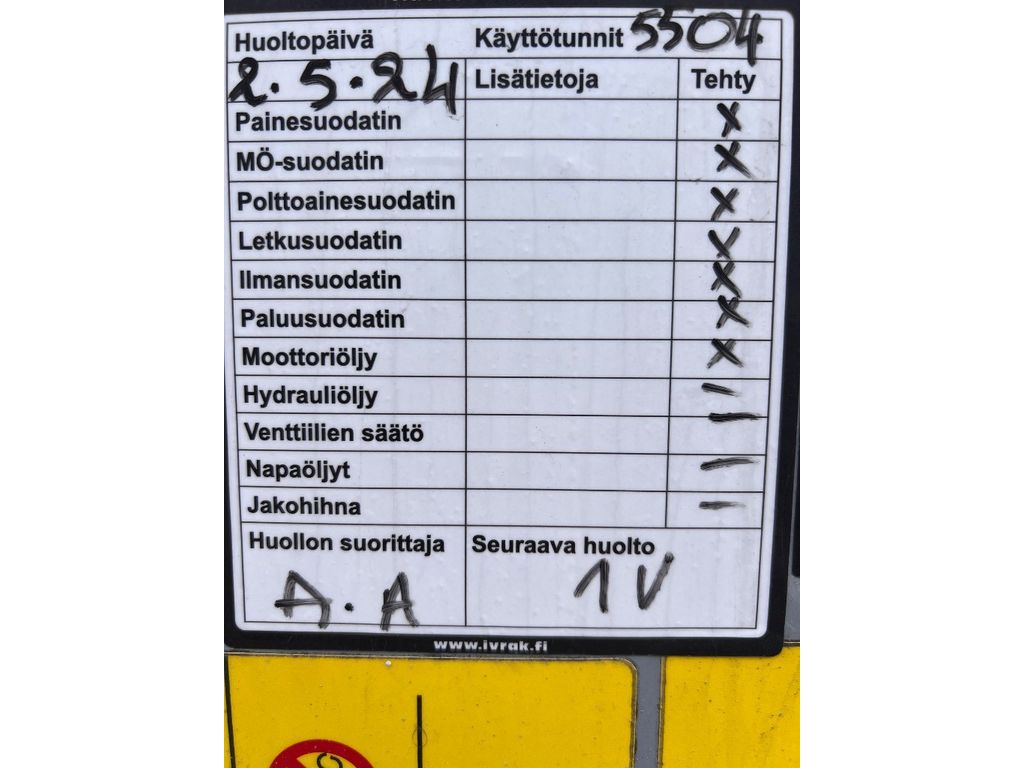 Huoltopäivä Käyttötunnit 5504
2.5.24 Lisätietoja Tehty
Painesuodatin X
MÖ-suodatin X
Polttoainesuodatin X
Letkusuodatin X
Ilmansuodatin X
Paluusuodatin X
Moottoriöljy X
Hydrauliöljy –
Venttiilien säätö –
Napaöljyt –
Jakohihna –
Huollon suorittaja Seuraava huolto
A.A 1V
www.ivrak.fi